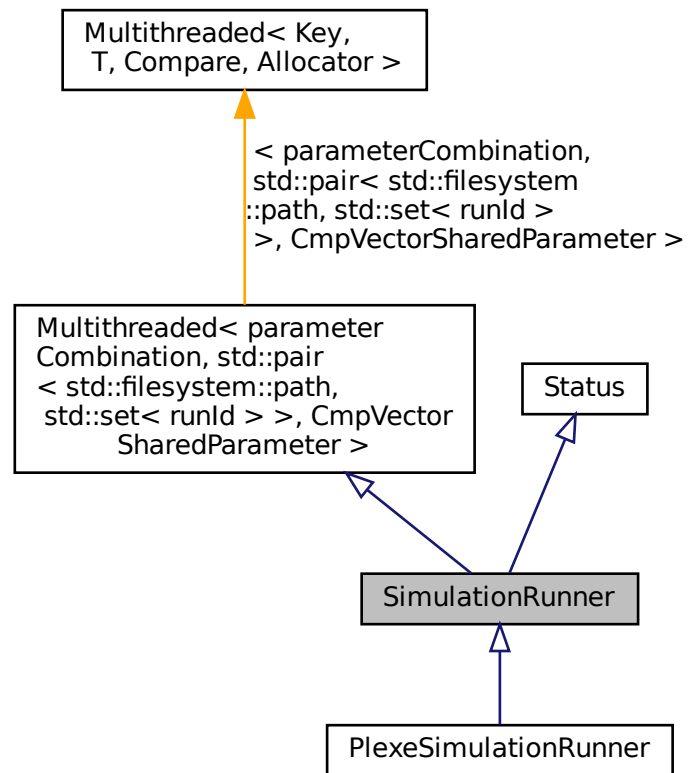 Multithreaded< Key,
T, Compare, Allocator >
< parameterCombination,
std::pair< std::filesystem
::path, std::set< runId >
>, CmpVectorSharedParameter >
Multithreaded< parameter
Combination, std::pair
< std::filesystem::path,
std::set< runId > >, CmpVector
SharedParameter >
Status
SimulationRunner
PlexeSimulationRunner